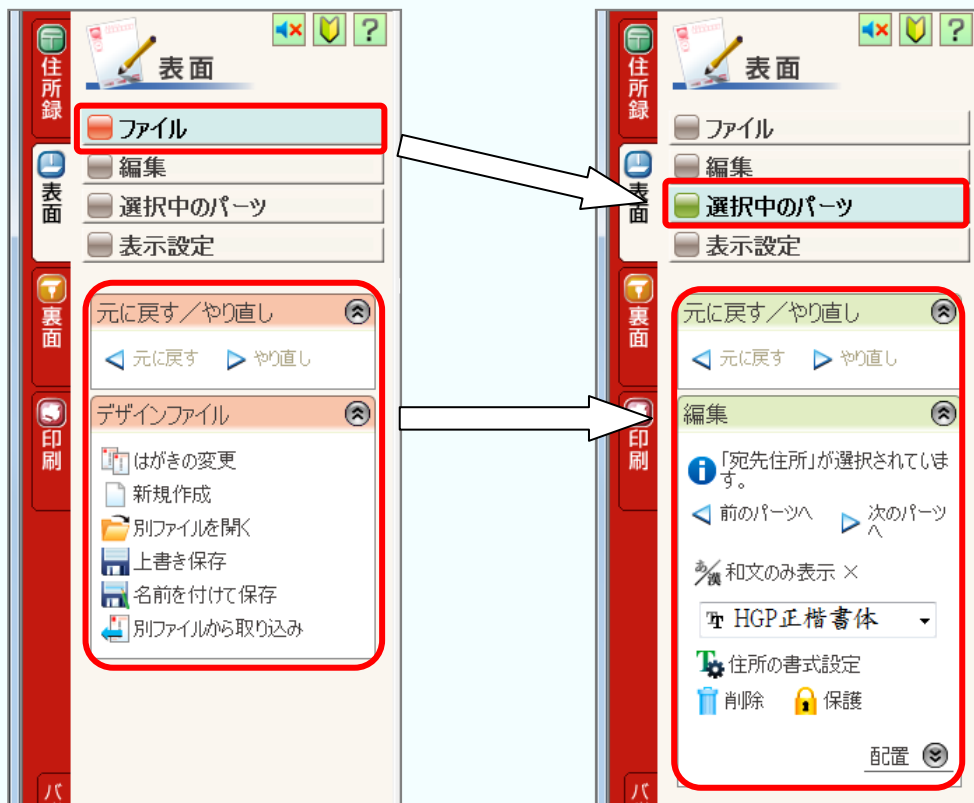 住所録
表面
裏面
印刷
バ
表面
?
ファイル
編集
選択中のパーツ
表示設定
元に戻す／やり直し
元に戻す
やり直し
デザインファイル
はがきの変更
新規作成
別ファイルを開く
上書き保存
名前を付けて保存
別ファイルから取り込み
住所録
表面
裏面
印刷
バ
表面
?
ファイル
編集
選択中のパーツ
表示設定
元に戻す／やり直し
元に戻す
やり直し
編集
「宛先住所」が選択されていま
す。
前のパーツへ
次のパーツ
へ
あ/漢 和文のみ表示 ×
HGP正楷書体
住所の書式設定
削除
保護
配置